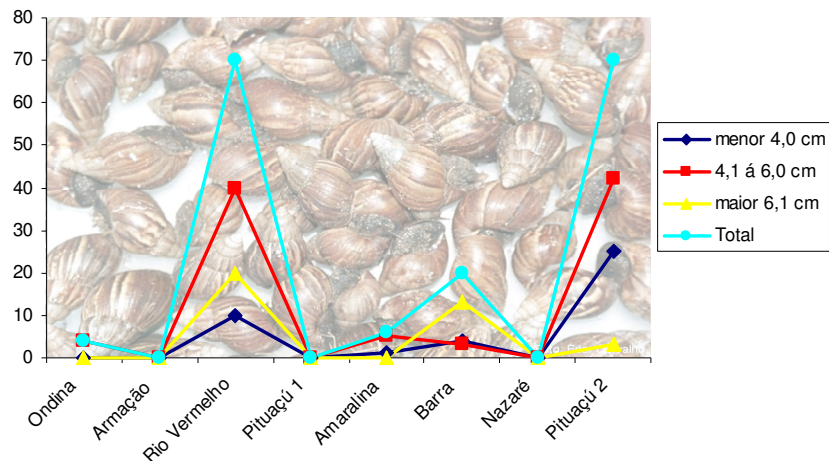 80
70
60
50
40
30
20
10
0
Ondina
Armação
Rio Vermelho
Pituaçú 1
Amaralina
Barra
Nazaré
Pituaçú 2
menor 4,0 cm
4,1 á 6,0 cm
maior 6,1 cm
Total